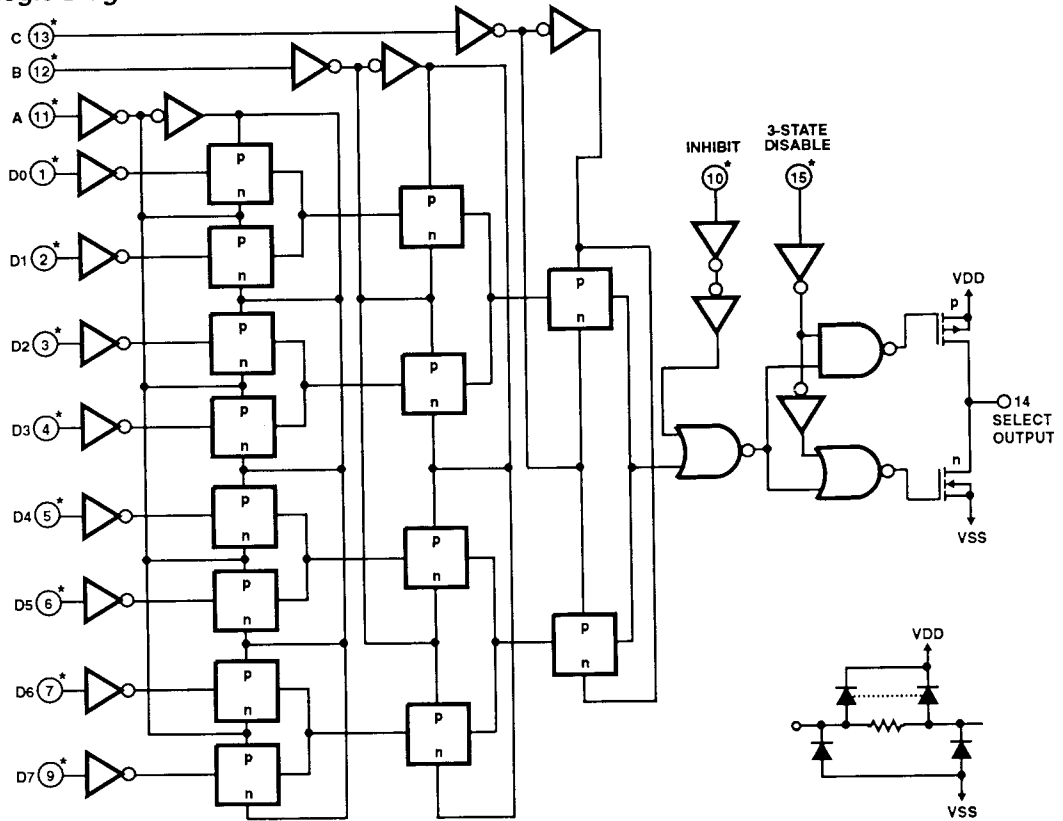 C 13*
B 12*
A 11*
D0 1*
D1 2*
D2 3*
D3 4*
D4 5*
D5 6*
D6 7*
D7 9*
p
n
p
n
p
n
p
n
p
n
p
n
p
n
p
n
p
n
p
n
p
n
p
n
p
n
p
n
INHIBIT
10*
3-STATE
DISABLE
15*
VDD
p
14
SELECT
OUTPUT
n
VSS
VDD
VSS